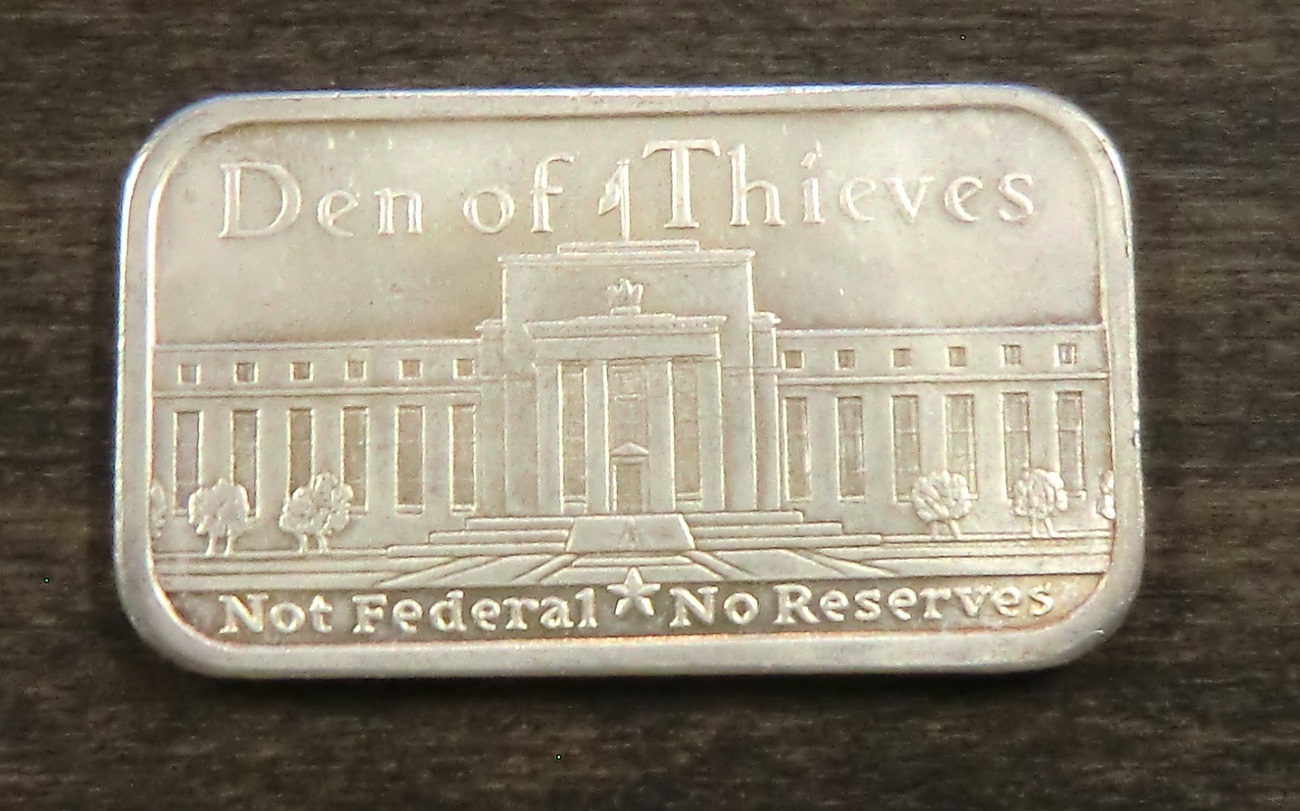 Den of Thieves
Not Federal ★ No Reserves